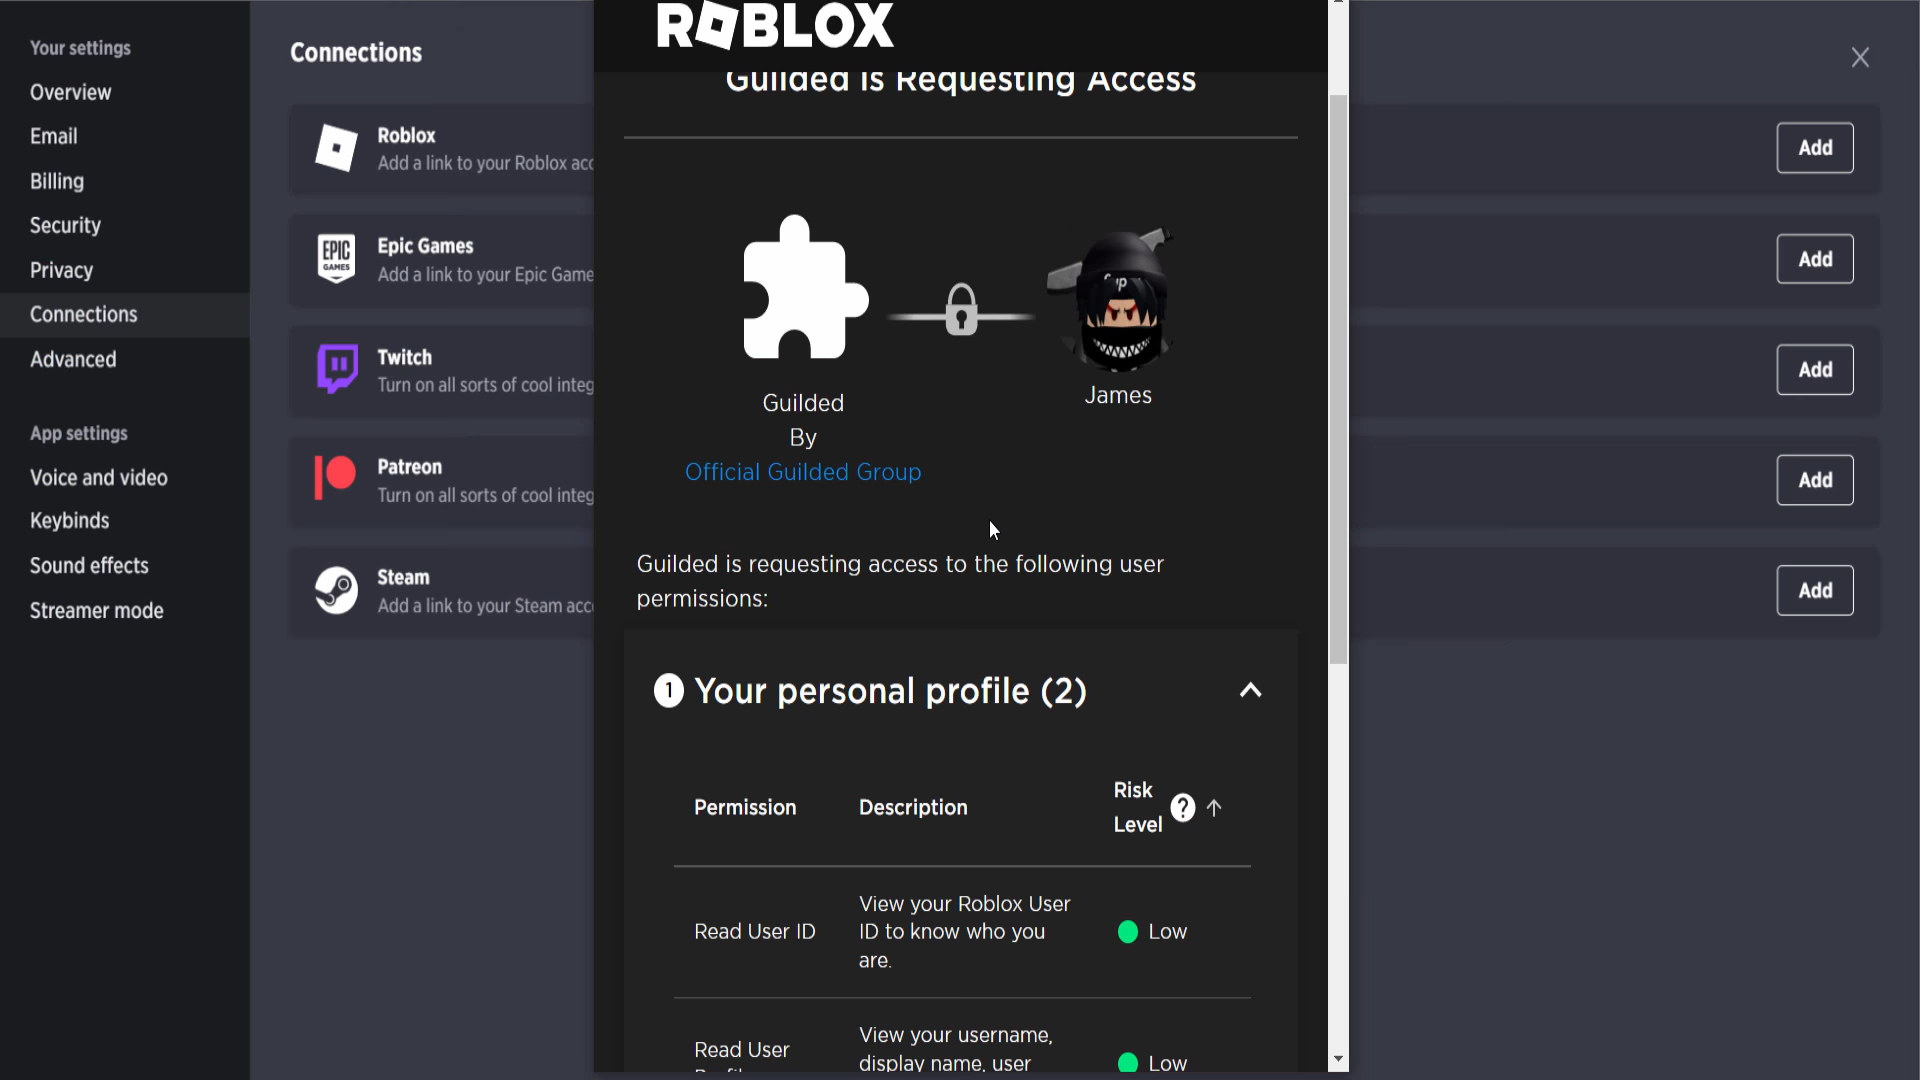 Your settings
Overview
Email
Billing
Security
Privacy
Connections
Advanced
App settings
Voice and video
Keybinds
Sound effects
Streamer mode
Connections
Roblox
Add a link to your Roblox acc
Add
Epic Games
Add a link to your Epic Game
Add
Twitch
Turn on all sorts of cool integ
Add
Patreon
Turn on all sorts of cool integ
Add
Steam
Add a link to your Steam acc
Add
EPIC
GAMES
ROBLOX
Guilded is Requesting Access
Guilded
By
Official Guilded Group
James
Guilded is requesting access to the following user
permissions:
1 Your personal profile (2)
Permission Description Risk Level ?
Read User ID
View your Roblox User
ID to know who you
are.
Low
Read User
View your username,
display name, user
Low